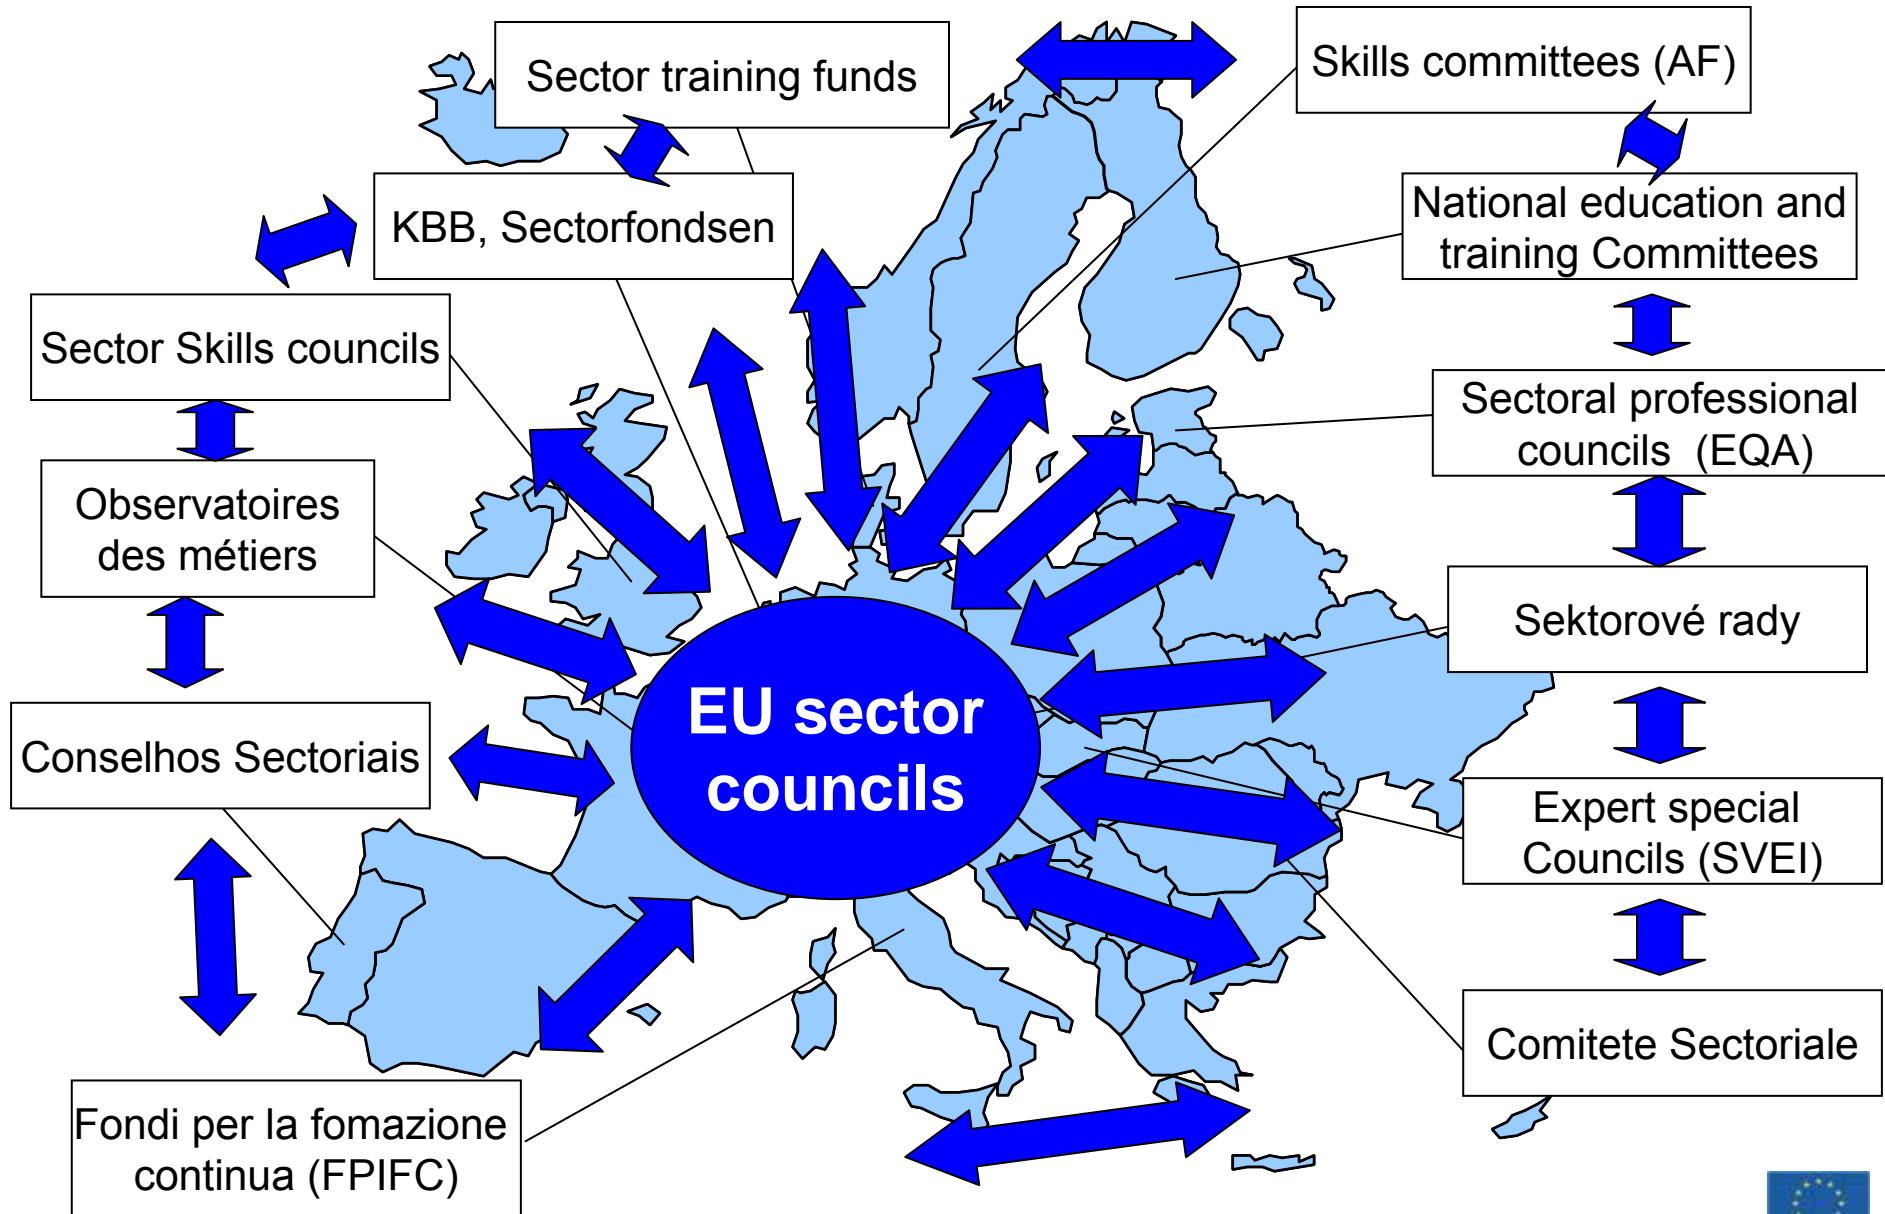 Sector training funds
Skills committees (AF)
KBB, Sectorfondsen
National education and
training Committees
Sector Skills councils
Sectoral professional
councils (EQA)
Observatoires
des métiers
Sektorové rady
EU sector
councils
Conselhos Sectoriais
Expert special
Councils (SVEI)
Comitete Sectoriale
Fondi per la fomazione
continua (FPIFC)